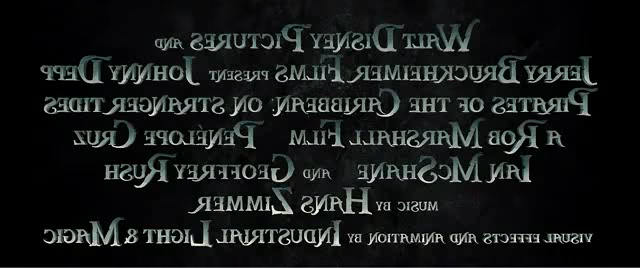 Walt Disney Pictures and
Jerry Bruckheimer Films present Johnny Depp
Pirates of the Caribbean: On Stranger Tides
a Rob Marshall Film Penélope Cruz
Ian McShane and Geoffrey Rush
music by Hans Zimmer
visual effects and animation by Industrial Light & Magic